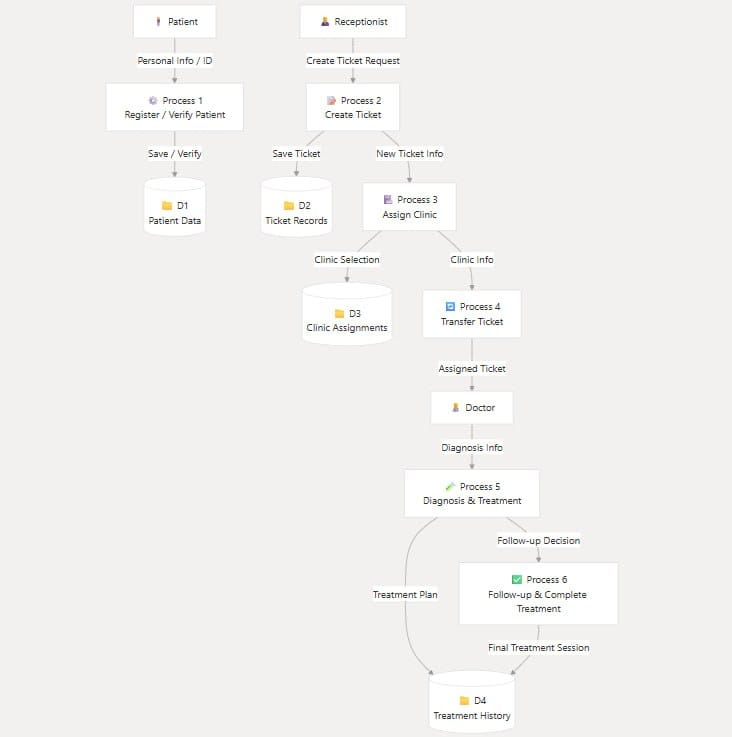 Patient
Receptionist
Personal Info / ID
Create Ticket Request
Process 1
Register / Verify Patient
Process 2
Create Ticket
Save / Verify
Save Ticket
New Ticket Info
D1
Patient Data
D2
Ticket Records
Process 3
Assign Clinic
Clinic Selection
Clinic Info
D3
Clinic Assignments
Process 4
Transfer Ticket
Assigned Ticket
Doctor
Diagnosis Info
Process 5
Diagnosis & Treatment
Follow-up Decision
Treatment Plan
Process 6
Follow-up & Complete
Treatment
Final Treatment Session
D4
Treatment History